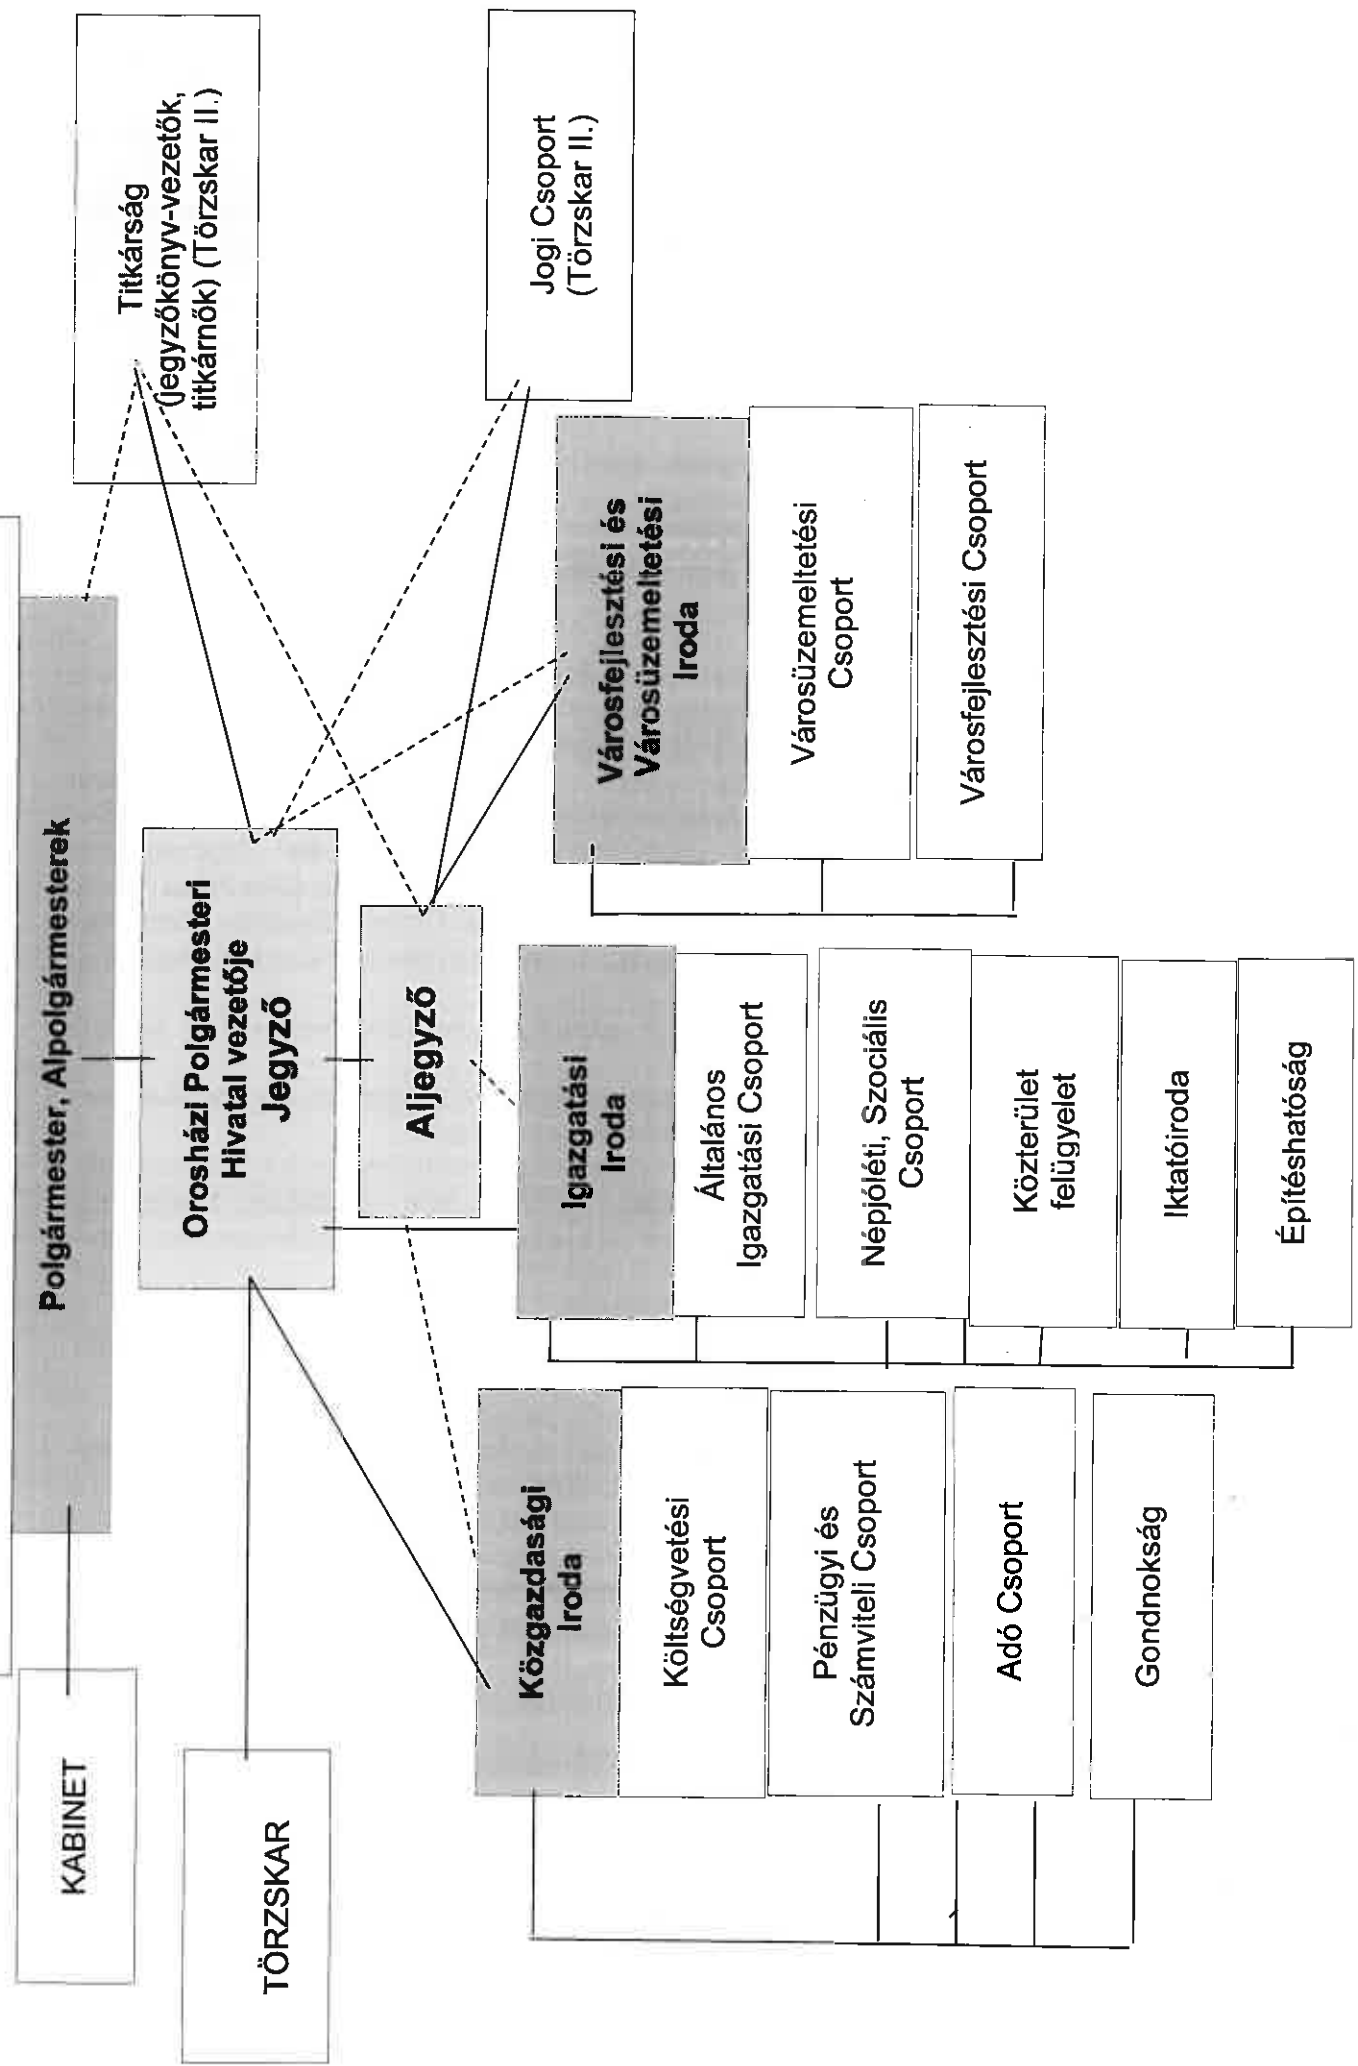 Polgármester, Alpolgármesterek
KABINET
Titkárság
(jegyzőkönyv-vezetők,
titkárnők) (Törzskar II.)
Orosházi Polgármesteri
Hivatal vezetője
Jegyző
TÖRZSKAR
Aljegyző
Jogi Csoport
(Törzskar II.)
Közgazdasági
Iroda
Költségvetési
Csoport
Pénzügyi és
Számviteli Csoport
Adó Csoport
Gondnokság
Igazgatási
Iroda
Általános
Igazgatási Csoport
Népjóléti, Szociális
Csoport
Közterület
felügyelet
Iktatóiroda
Építéshatóság
Városfejlesztési és
Városüzemeltetési
Iroda
Városüzemeltetési
Csoport
Városfejlesztési Csoport